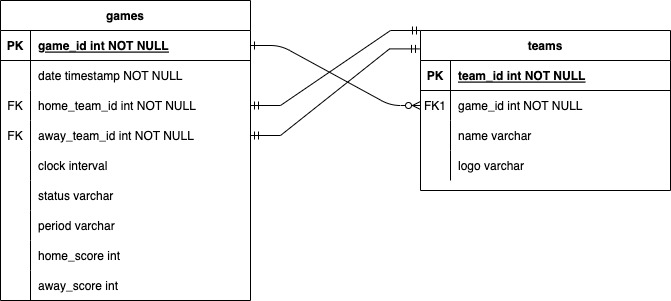 games
PK game_id int NOT NULL
date timestamp NOT NULL
FK home_team_id int NOT NULL
FK away_team_id int NOT NULL
clock interval
status varchar
period varchar
home_score int
away_score int
teams
PK team_id int NOT NULL
FK1 game_id int NOT NULL
name varchar
logo varchar